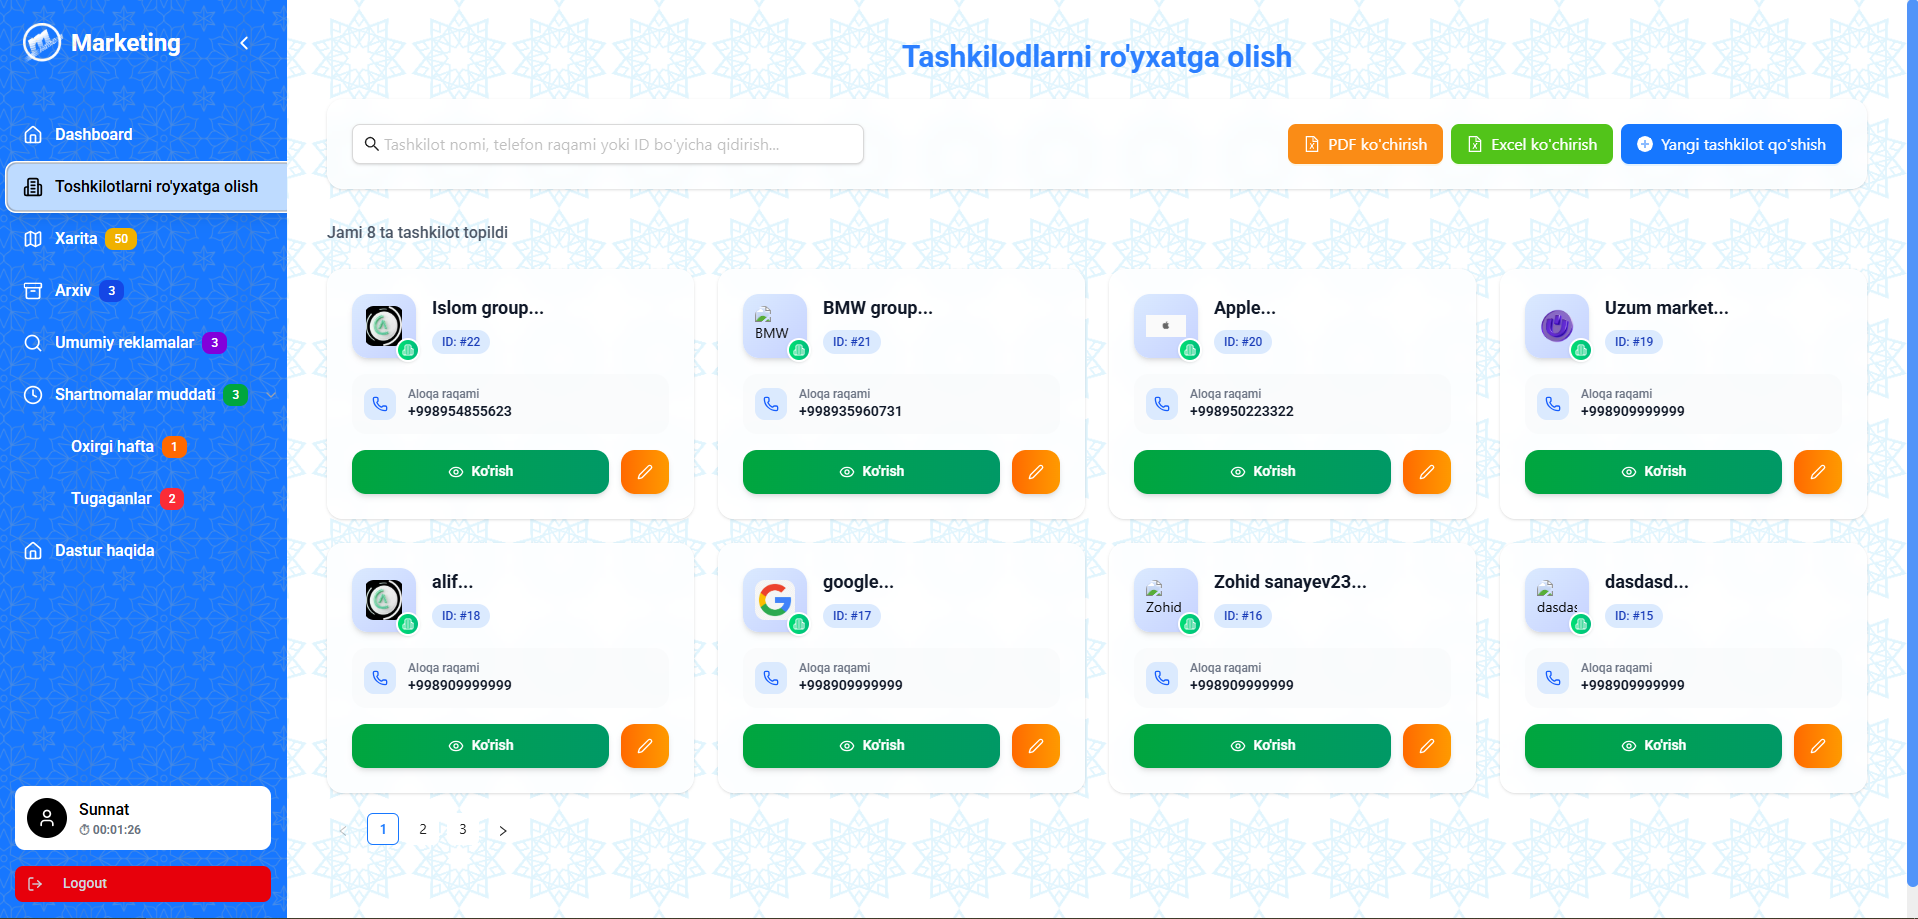 Marketing
Dashboard
Toshkilotlarni ro'yxatga olish
Xarita 50
Arxiv 3
Umumiy reklamalar 3
Shartnomalar muddati 3
Oxirgi hafta 1
Tugaganlar 2
Dastur haqida
Sunnat
00:01:26
Logout
Tashkilodlarni ro'yxatga olish
Tashkilot nomi, telefon raqami yoki ID bo'yicha qidirish...
PDF ko'chirish
Excel ko'chirish
Yangi tashkilot qo'shish
Jami 8 ta tashkilot topildi
Islom group...
ID: #22
Aloqa raqami
+998954855623
Ko'rish
BMW
BMW group...
ID: #21
Aloqa raqami
+998935960731
Ko'rish
Apple...
ID: #20
Aloqa raqami
+998950223322
Ko'rish
Uzum market...
ID: #19
Aloqa raqami
+998909999999
Ko'rish
alif...
ID: #18
Aloqa raqami
+998909999999
Ko'rish
google...
ID: #17
Aloqa raqami
+998909999999
Ko'rish
Zohid
Zohid sanayev23...
ID: #16
Aloqa raqami
+998909999999
Ko'rish
dasdas
dasdasd...
ID: #15
Aloqa raqami
+998909999999
Ko'rish
< 1 2 3 >